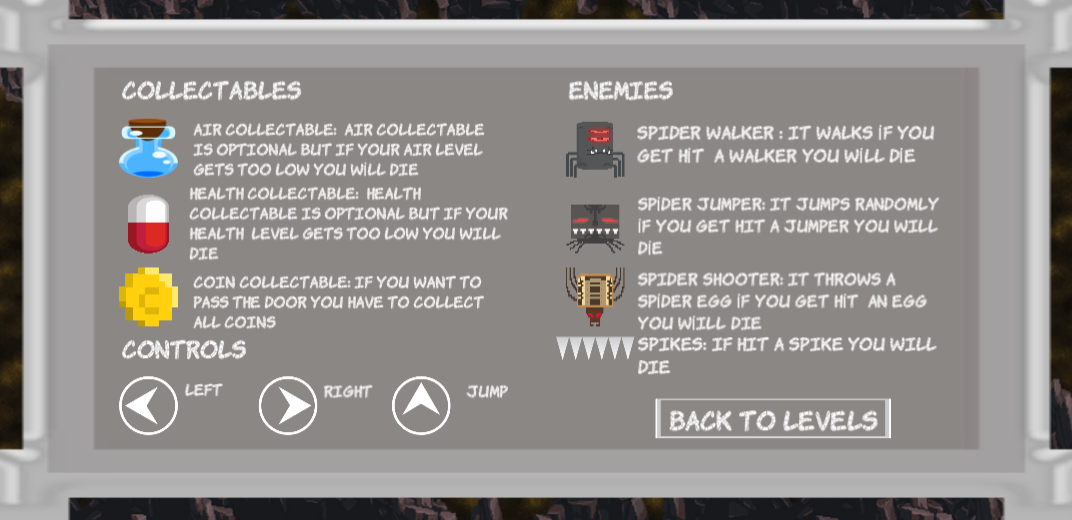 COLLECTABLES
AIR COLLECTABLE: AIR COLLECTABLE
IS OPTIONAL BUT IF YOUR AIR LEVEL
GETS TOO LOW YOU WILL DIE
HEALTH COLLECTABLE: HEALTH
COLLECTABLE IS OPTIONAL BUT IF YOUR
HEALTH LEVEL GETS TOO LOW YOU WILL
DIE
COIN COLLECTABLE: IF YOU WANT TO
PASS THE DOOR YOU HAVE TO COLLECT
ALL COINS
CONTROLS
LEFT
RIGHT
JUMP
ENEMIES
SPIDER WALKER : IT WALKS iF YOU
GET HiT A WALKER YOU WiLL DiE
SPiDER JUMPER: IT JUMPS RANDOMLY
iF YOU GET HIT A JUMPER YOU WILL
DiE
SPIDER SHOOTER: IT THROWS A
SPiDER EGG iF YOU GET HiT AN EGG
YOU WiILL DIE
SPIKES: IF HIT A SPIKE YOU WILL
DIE
BACK TO LEVELS